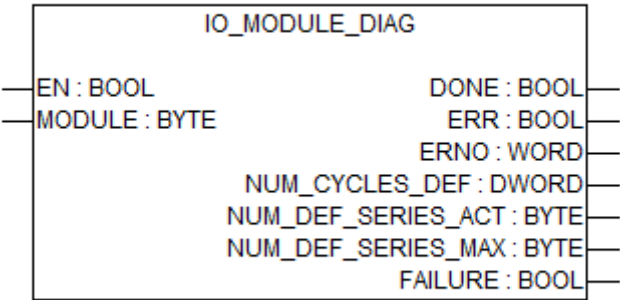 IO_MODULE_DIAG
EN : BOOL DONE : BOOL
MODULE : BYTE ERR : BOOL
ERNO : WORD
NUM_CYCLES_DEF : DWORD
NUM_DEF_SERIES_ACT : BYTE
NUM_DEF_SERIES_MAX : BYTE
FAILURE : BOOL